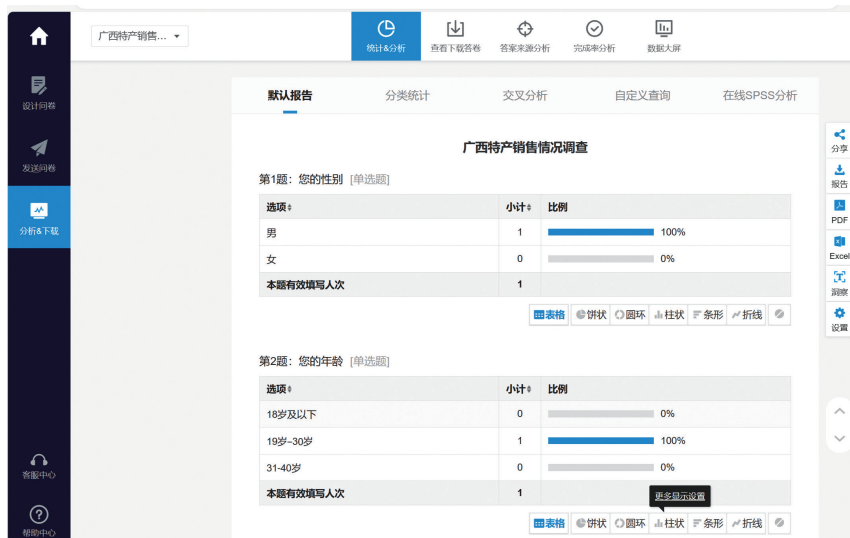 广西特产销售...
统计&分析
查看下载答卷
答案来源分析
完成率分析
数据大屏
设计问卷
发送问卷
分析&下载
客服中心
帮助中心
默认报告
分类统计
交叉分析
自定义查询
在线SPSS分析
广西特产销售情况调查
第1题：您的性别 [单选题]
选项 小计 比例
男 1 100%
女 0 0%
本题有效填写人次 1
表格 饼状 圆环 柱状 条形 折线
第2题：您的年龄 [单选题]
选项 小计 比例
18岁及以下 0 0%
19岁–30岁 1 100%
31-40岁 0 0%
本题有效填写人次 1
更多显示设置
表格 饼状 圆环 柱状 条形 折线
分享
报告
PDF
Excel
洞察
设置